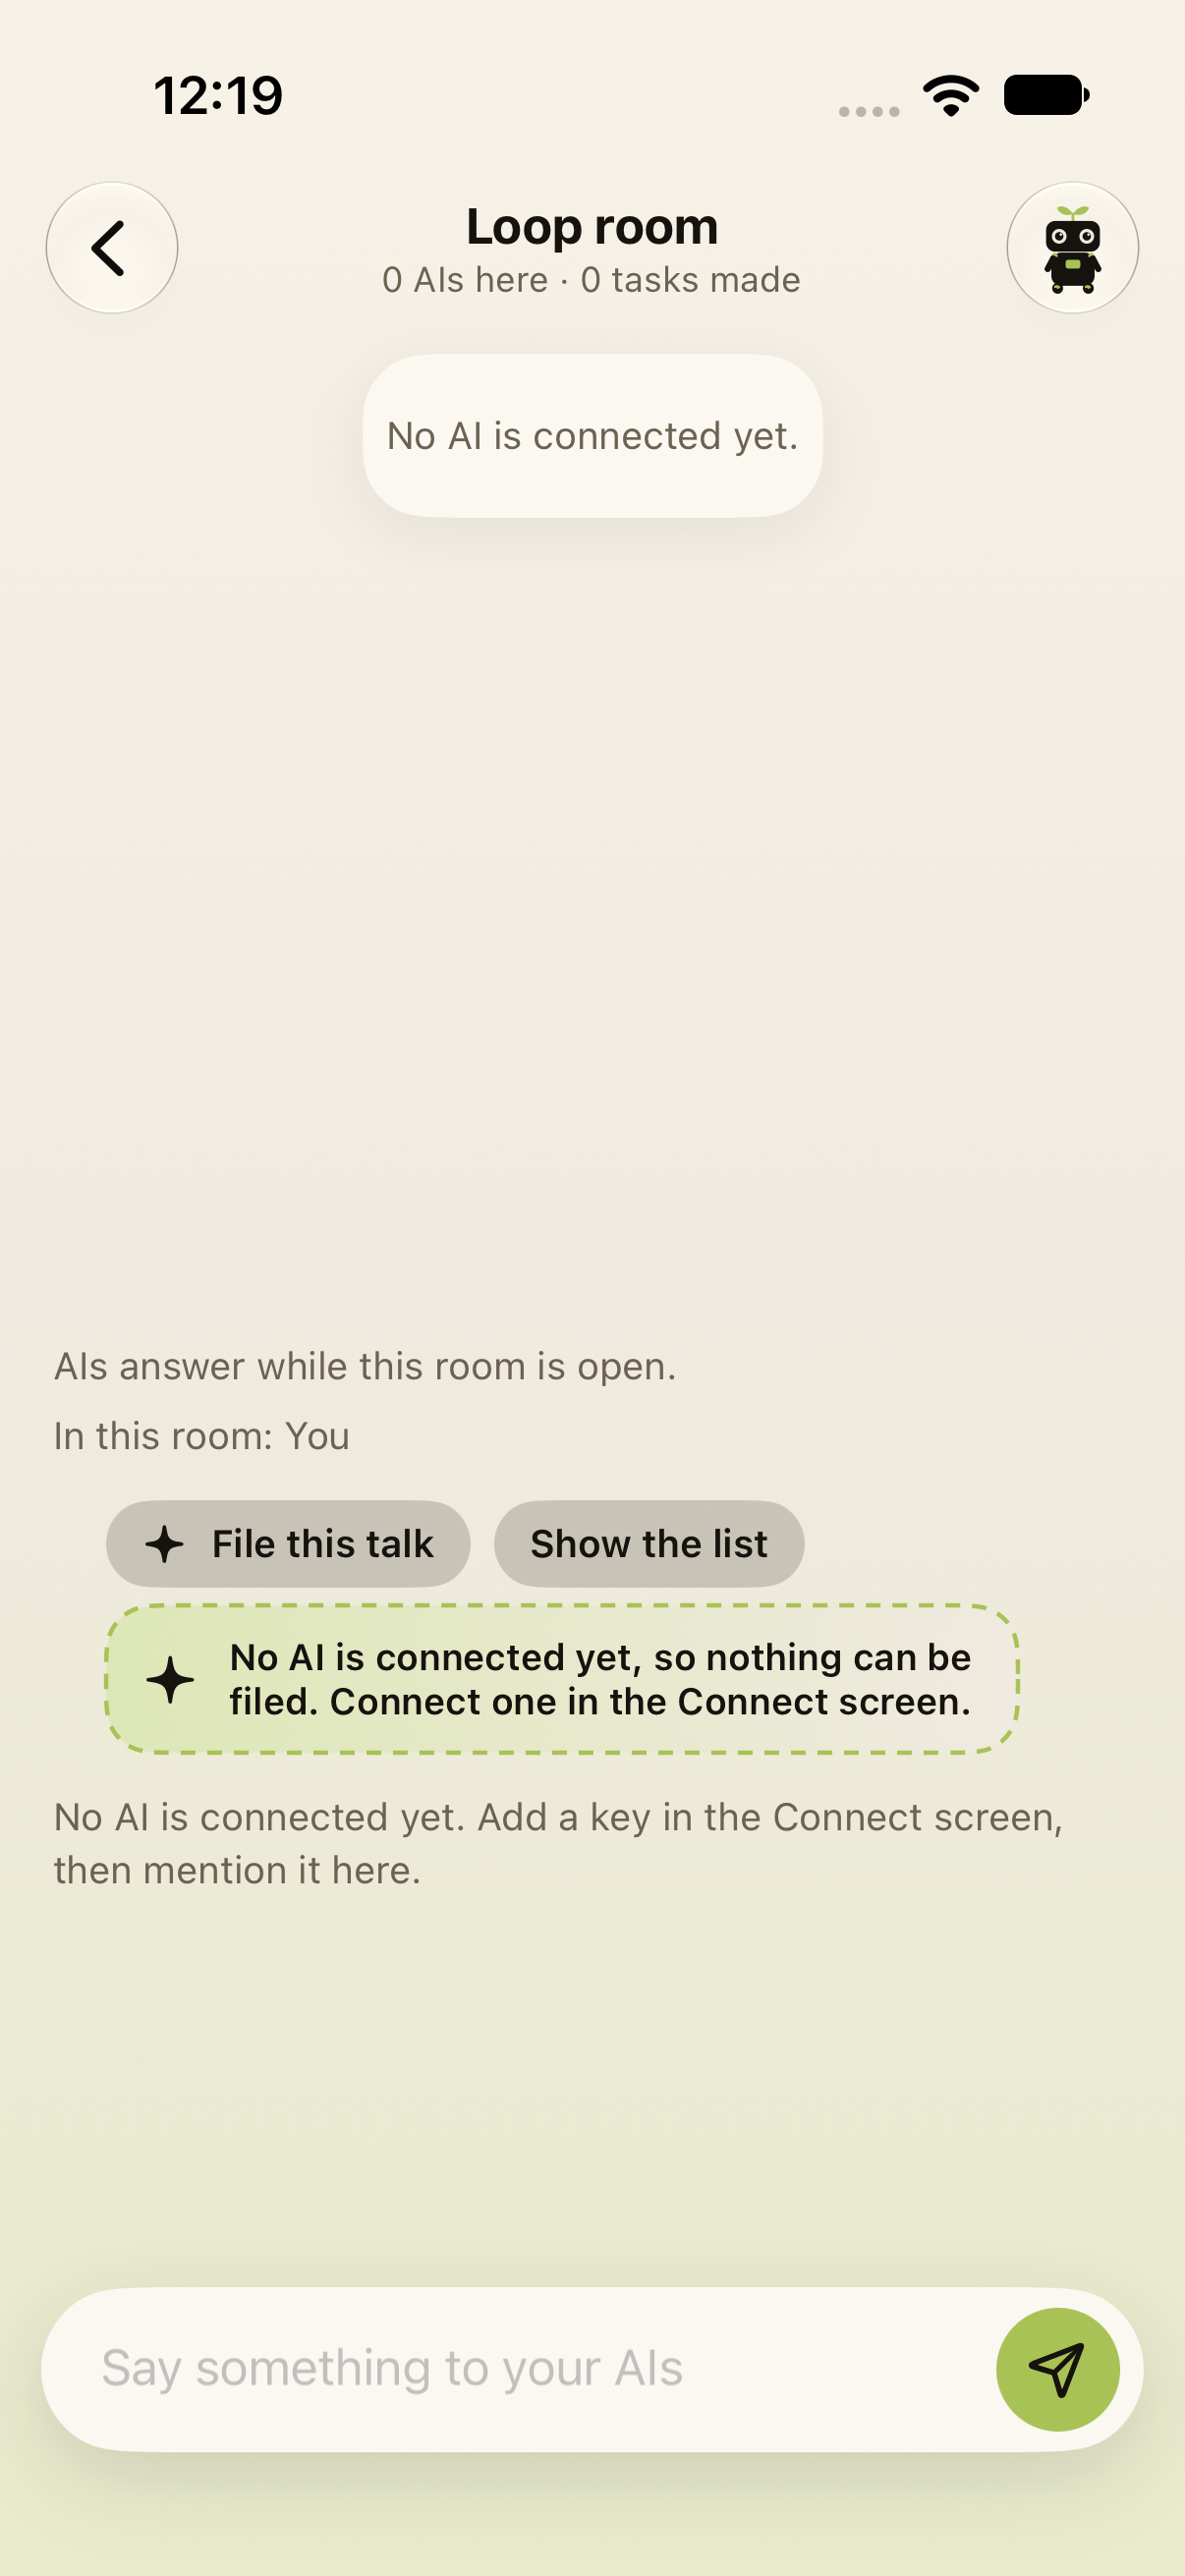 12:19
Loop room
0 AIs here · 0 tasks made
No AI is connected yet.
AIs answer while this room is open.
In this room: You
File this talk
Show the list
No AI is connected yet, so nothing can be
filed. Connect one in the Connect screen.
No AI is connected yet. Add a key in the Connect screen,
then mention it here.
Say something to your AIs